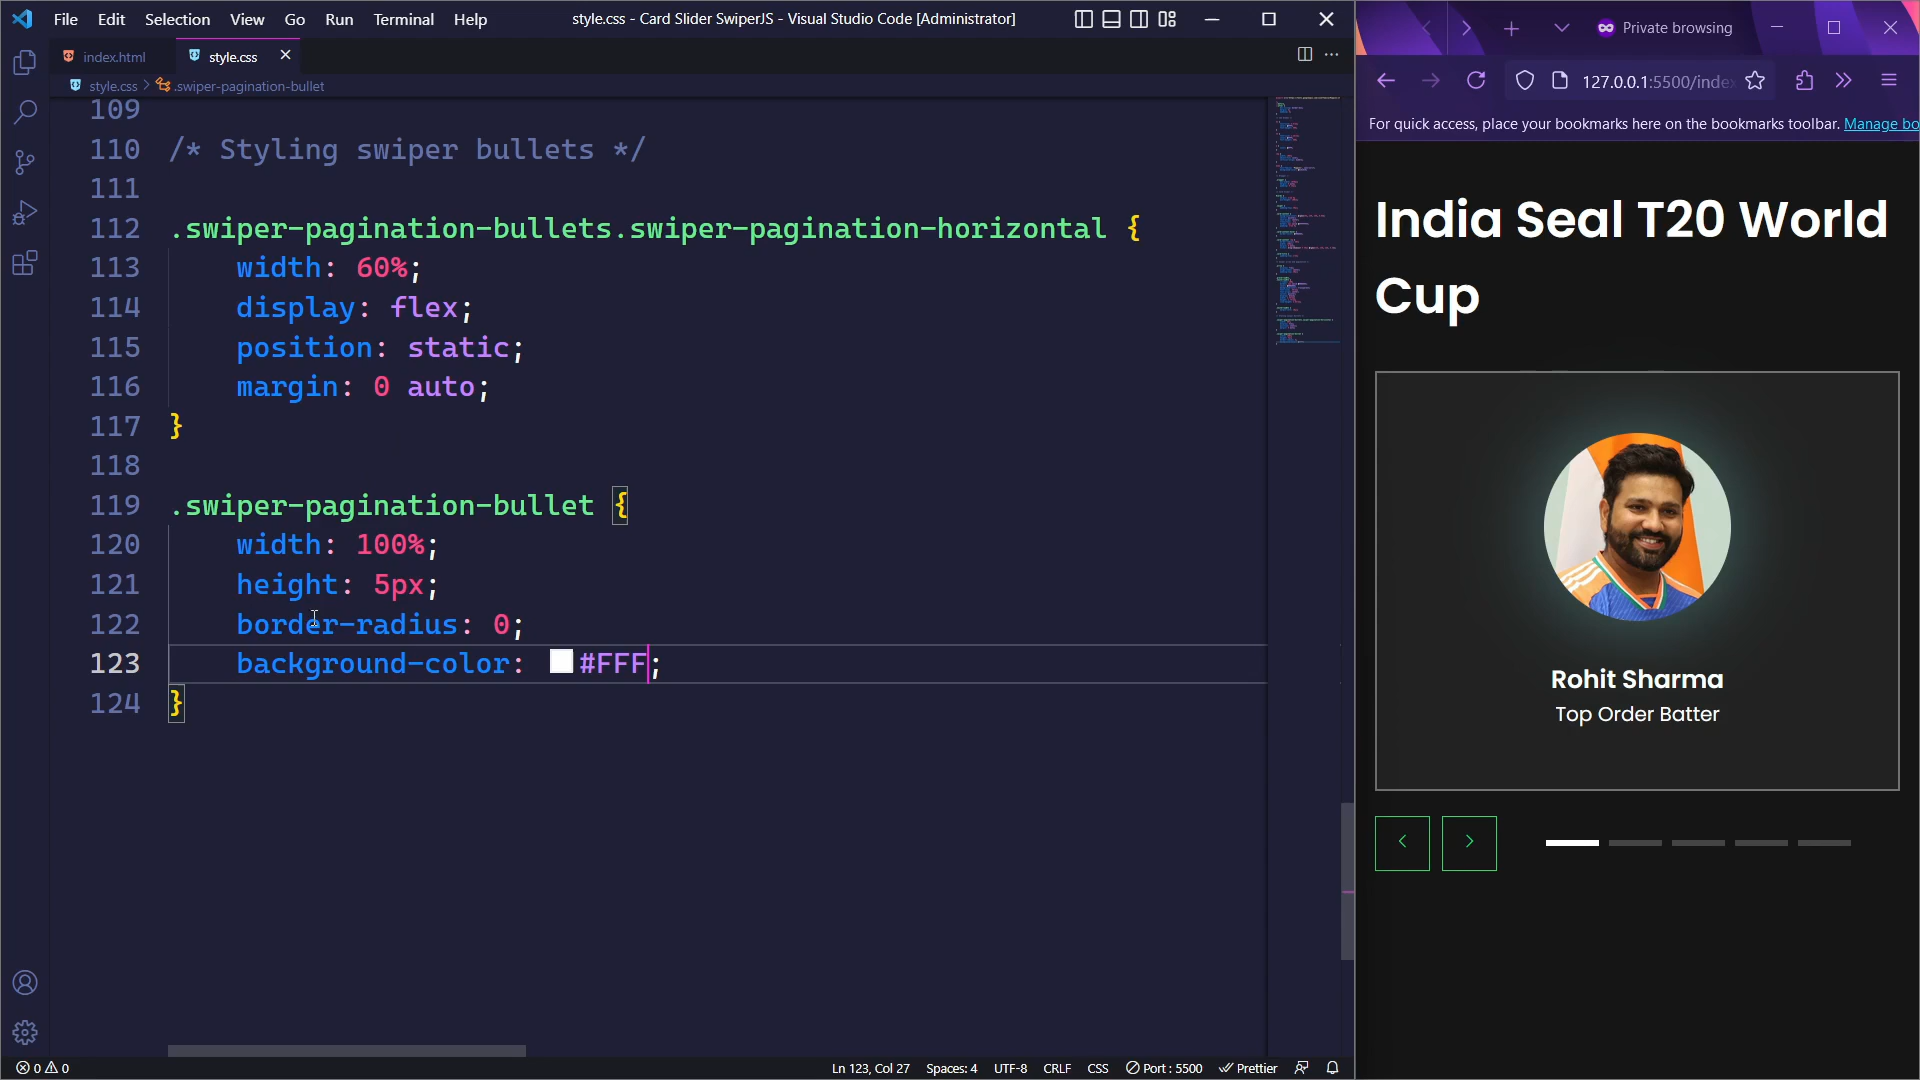 File Edit Selection View Go Run Terminal Help
style.css - Card Slider SwiperJS - Visual Studio Code [Administrator]
index.html
style.css
style.css > .swiper-pagination-bullet
109
110 /* Styling swiper bullets */
111
112 .swiper-pagination-bullets.swiper-pagination-horizontal {
113 width: 60%;
114 display: flex;
115 position: static;
116 margin: 0 auto;
117 }
118
119 .swiper-pagination-bullet {
120 width: 100%;
121 height: 5px;
122 border-radius: 0;
123 background-color: #FFF;
124 }
0 0
Ln 123, Col 27 Spaces: 4 UTF-8 CRLF CSS Port : 5500 Prettier
Private browsing
127.0.0.1:5500/inde
For quick access, place your bookmarks here on the bookmarks toolbar. Manage bo
India Seal T20 World
Cup
Rohit Sharma
Top Order Batter